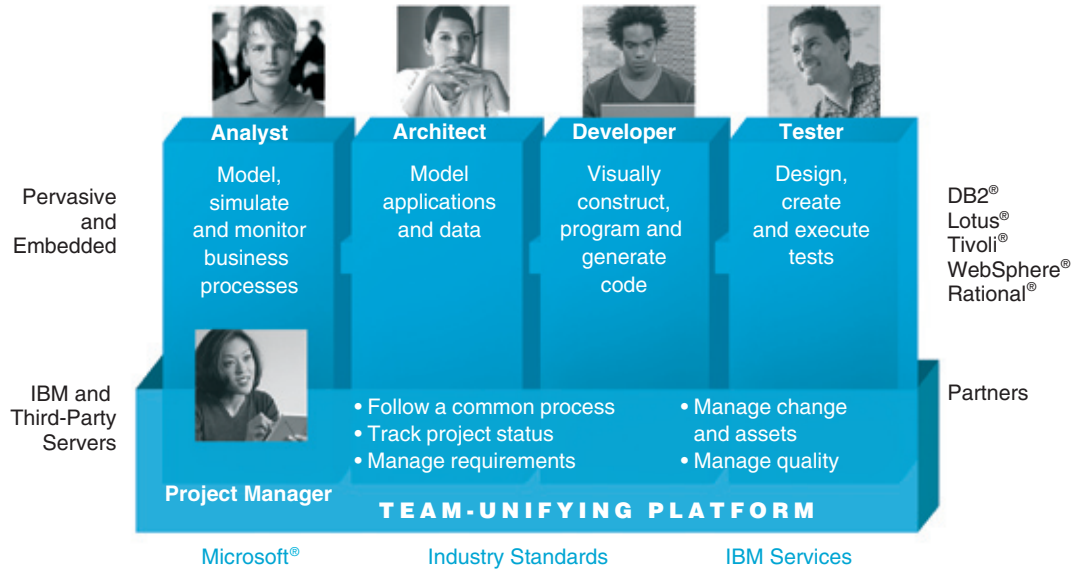 Analyst
Architect
Developer
Tester
Model,
simulate
and monitor
business
processes
Model
applications
and data
Visually
construct,
program and
generate
code
Design,
create
and execute
tests
Pervasive
and
Embedded
DB2®
Lotus®
Tivoli®
WebSphere®
Rational®
IBM and
Third-Party
Servers
• Follow a common process
• Track project status
• Manage requirements
• Manage change
and assets
• Manage quality
Partners
Project Manager
TEAM-UNIFYING PLATFORM
Microsoft®
Industry Standards
IBM Services